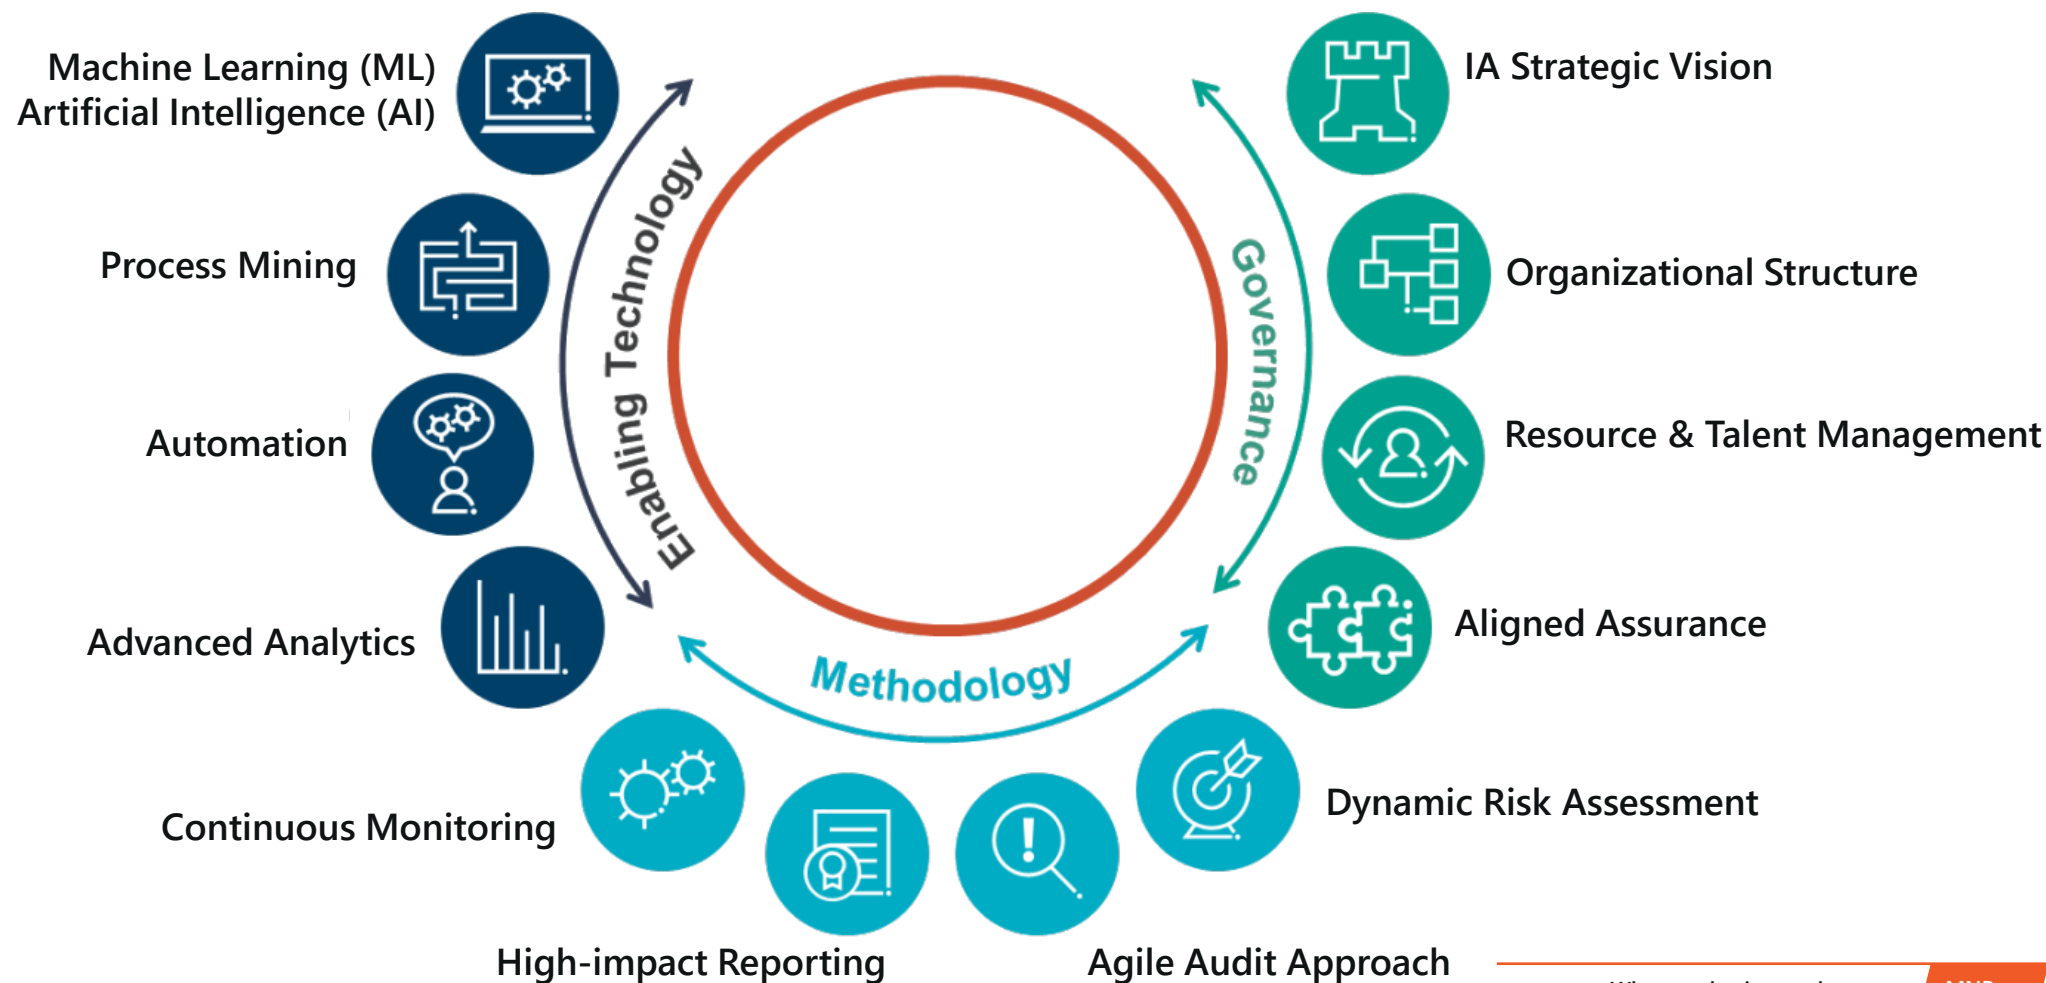 Machine Learning (ML)
Artificial Intelligence (AI)
Process Mining
Automation
Advanced Analytics
Enabling Technology
Governance
Methodology
IA Strategic Vision
Organizational Structure
Resource & Talent Management
Aligned Assurance
Dynamic Risk Assessment
Continuous Monitoring
High-impact Reporting
Agile Audit Approach
MNP